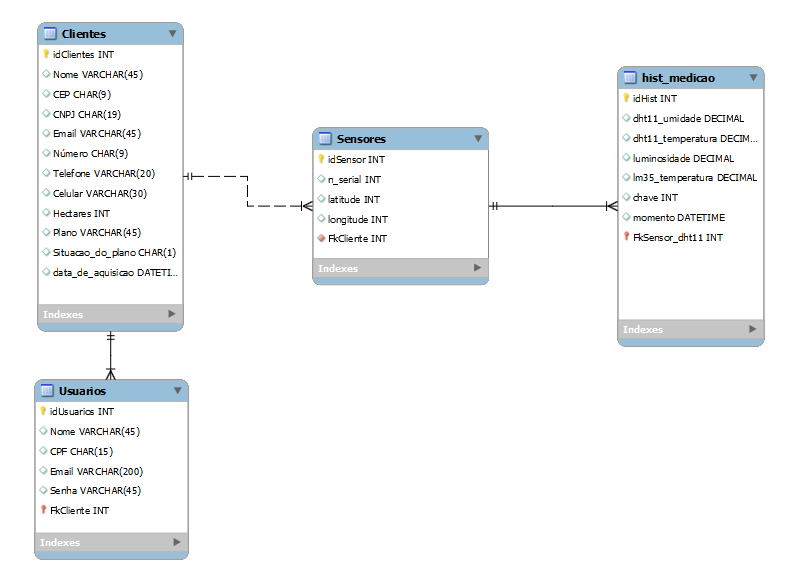 Clientes
idClientes INT
Nome VARCHAR(45)
CEP CHAR(9)
CNPJ CHAR(19)
Email VARCHAR(45)
Número CHAR(9)
Telefone VARCHAR(20)
Celular VARCHAR(30)
Hectares INT
Plano VARCHAR(45)
Situacao_do_plano CHAR(1)
data_de_aquisicao DATETI...
Indexes
Usuarios
idUsuarios INT
Nome VARCHAR(45)
CPF CHAR(15)
Email VARCHAR(200)
Senha VARCHAR(45)
FkCliente INT
Indexes
Sensores
idSensor INT
n_serial INT
latitude INT
longitude INT
FkCliente INT
Indexes
hist_medicao
idHist INT
dht11_umidade DECIMAL
dht11_temperatura DECIM...
luminosidade DECIMAL
lm35_temperatura DECIMAL
chave INT
momento DATETIME
FkSensor_dht11 INT
Indexes